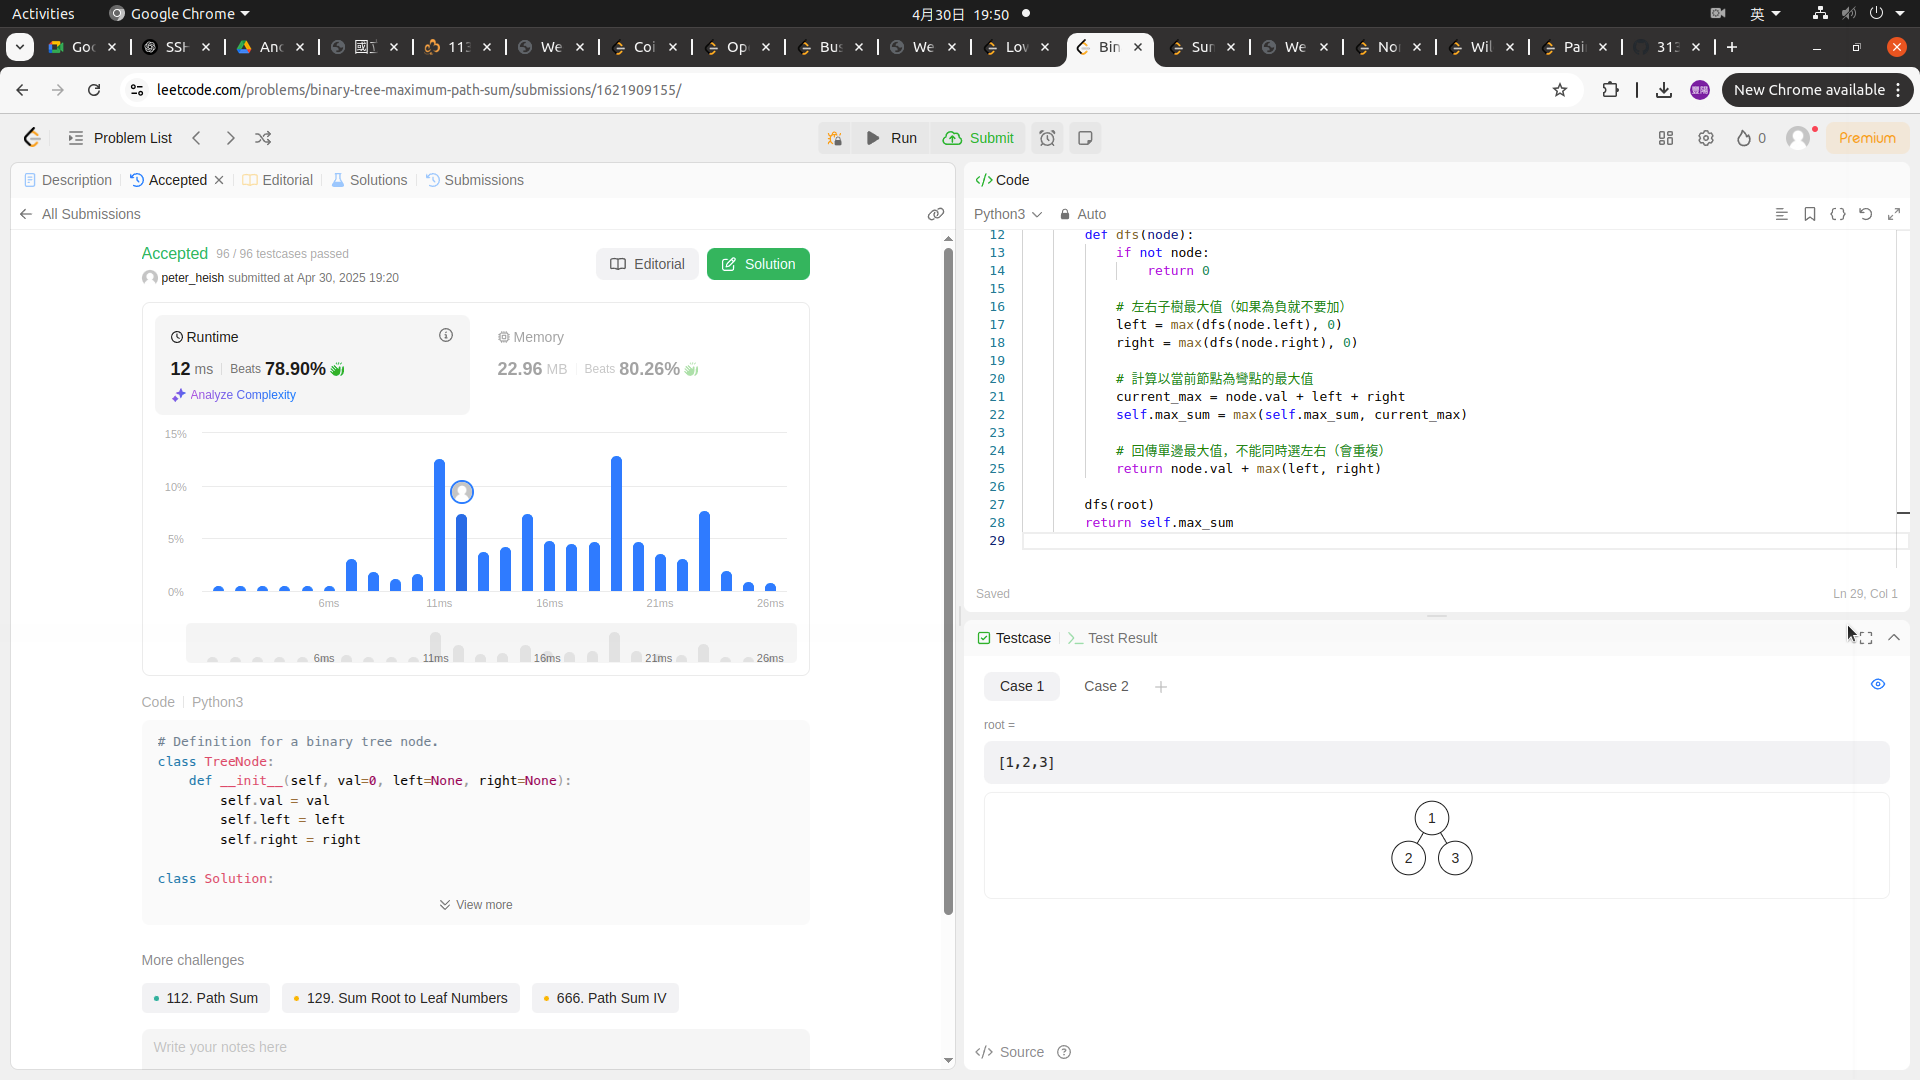 Activities
Google Chrome
4月30日 19:50
英
Goo
SSH
Anc
國立
113
We
Coi
Op
Bus
We
Lov
Bin
Sun
We
Nor
Wil
Pai
313
leetcode.com/problems/binary-tree-maximum-path-sum/submissions/1621909155/
New Chrome available
Problem List
Run
Submit
0
Premium
Description
Accepted
Editorial
Solutions
Submissions
All Submissions
Accepted 96 / 96 testcases passed
peter_heish submitted at Apr 30, 2025 19:20
Editorial
Solution
Runtime
12 ms Beats 78.90%
Analyze Complexity
Memory
22.96 MB Beats 80.26%
15%
10%
5%
0%
6ms 11ms 16ms 21ms 26ms
6ms 11ms 16ms 21ms 26ms
Code Python3
# Definition for a binary tree node.
class TreeNode:
    def __init__(self, val=0, left=None, right=None):
        self.val = val
        self.left = left
        self.right = right
class Solution:
View more
More challenges
112. Path Sum
129. Sum Root to Leaf Numbers
666. Path Sum IV
Write your notes here
Code
Python3
Auto
12 def dfs(node):
13 if not node:
14 return 0
15
16 # 左右子樹最大值（如果為負就不要加）
17 left = max(dfs(node.left), 0)
18 right = max(dfs(node.right), 0)
19
20 # 計算以當前節點為彎點的最大值
21 current_max = node.val + left + right
22 self.max_sum = max(self.max_sum, current_max)
23
24 # 回傳單邊最大值，不能同時選左右（會重複）
25 return node.val + max(left, right)
26
27 dfs(root)
28 return self.max_sum
29
Saved
Ln 29, Col 1
Testcase
Test Result
Case 1
Case 2
root =
[1,2,3]
1
2
3
Source